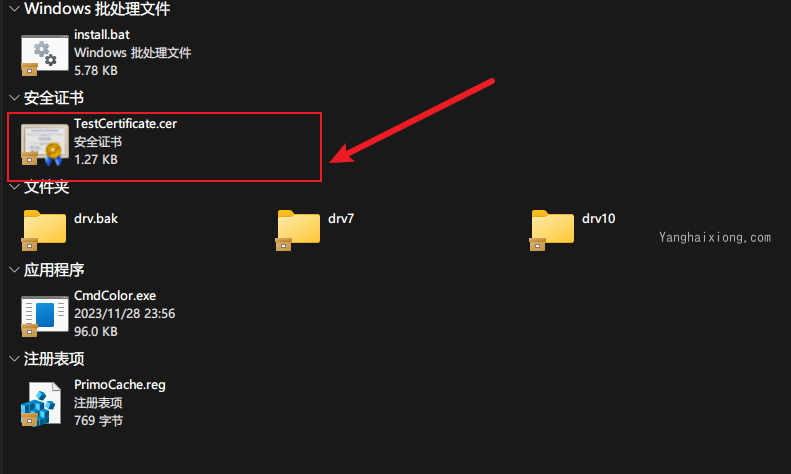 Windows 批处理文件
install.bat
Windows 批处理文件
5.78 KB
安全证书
TestCertificate.cer
安全证书
1.27 KB
文件夹
drv.bak
drv7
drv10
Yanghaixiong.com
应用程序
CmdColor.exe
2023/11/28 23:56
96.0 KB
注册表项
PrimoCache.reg
注册表项
769 字节